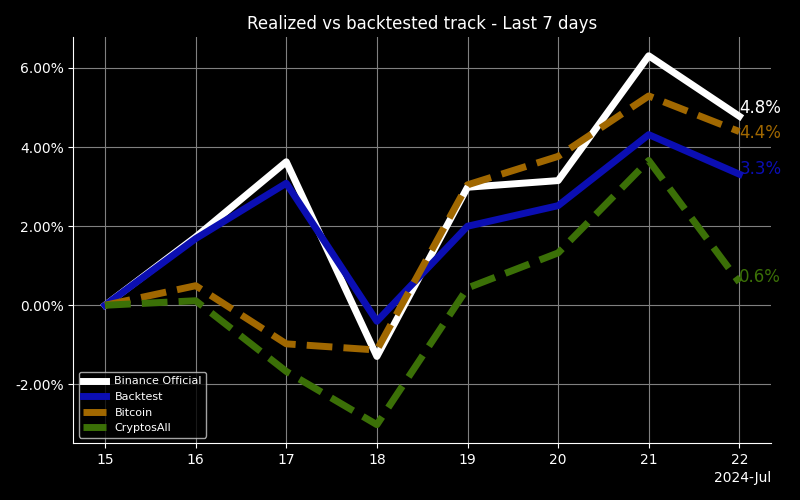 Realized vs backtested track - Last 7 days
6.00%
4.00%
2.00%
0.00%
-2.00%
4.8%
4.4%
3.3%
0.6%
Binance Official
Backtest
Bitcoin
CryptosAll
15 16 17 18 19 20 21 22
2024-Jul